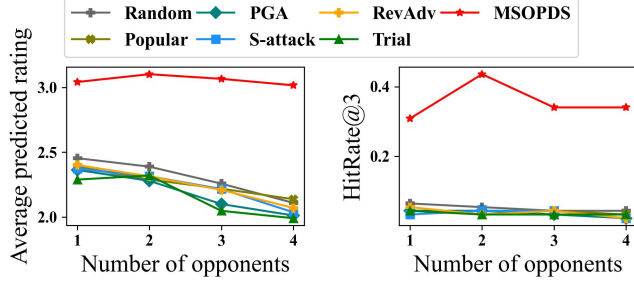 Random PGA RevAdv MSOPDS
Popular S-attack Trial
Average predicted rating
3.0
2.5
2.0
1 2 3 4
Number of opponents
HitRate@3
0.4
0.2
1 2 3 4
Number of opponents